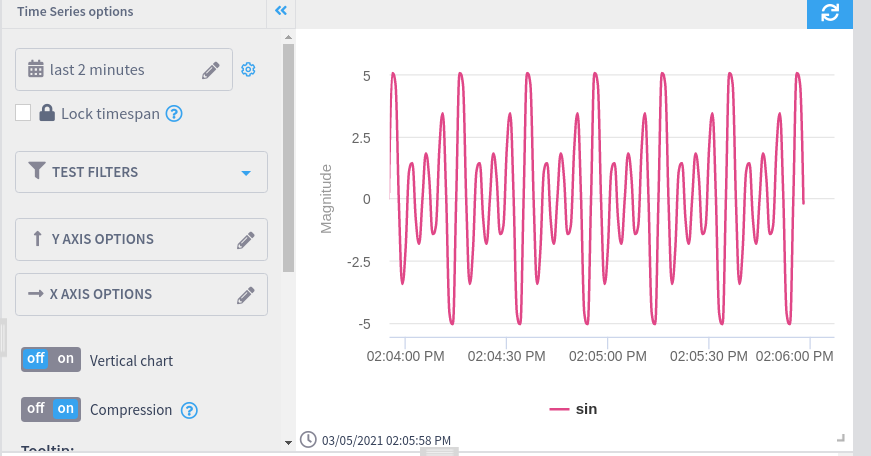 Time Series options
last 2 minutes
Lock timespan
TEST FILTERS
Y AXIS OPTIONS
X AXIS OPTIONS
off on Vertical chart
off on Compression
Tooltip:
Magnitude
5
2.5
0
-2.5
-5
02:04:00 PM 02:04:30 PM 02:05:00 PM 02:05:30 PM 02:06:00 PM
sin
03/05/2021 02:05:58 PM